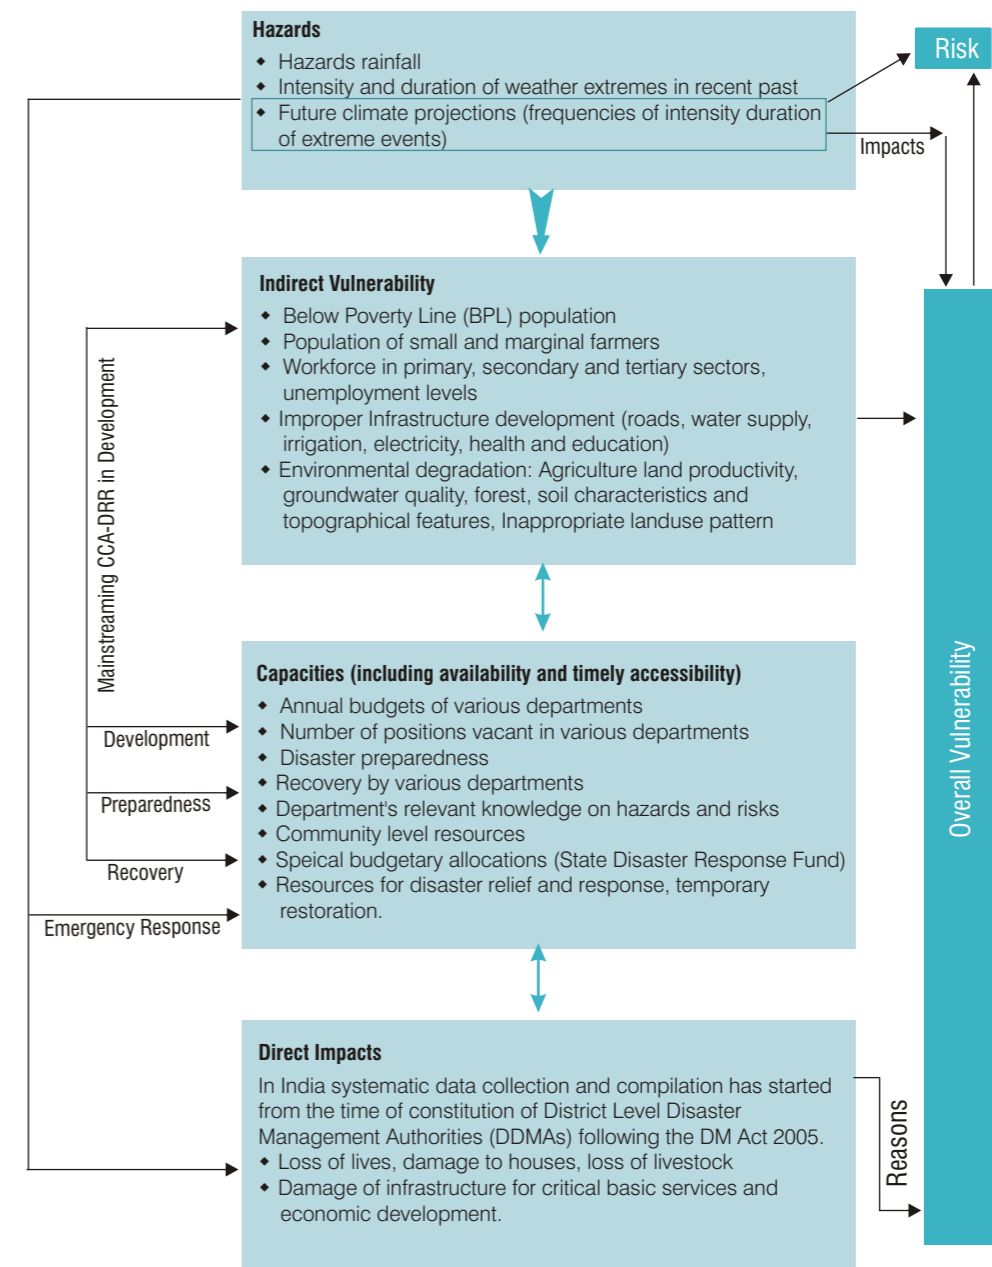 Hazards
◆ Hazards rainfall
◆ Intensity and duration of weather extremes in recent past
◆ Future climate projections (frequencies of intensity duration
of extreme events)
Risk
Impacts
Indirect Vulnerability
◆ Below Poverty Line (BPL) population
◆ Population of small and marginal farmers
◆ Workforce in primary, secondary and tertiary sectors,
unemployment levels
◆ Improper Infrastructure development (roads, water supply,
irrigation, electricity, health and education)
◆ Environmental degradation: Agriculture land productivity,
groundwater quality, forest, soil characteristics and
topographical features, Inappropriate landuse pattern
Mainstreaming CCA-DRR in Development
Capacities (including availability and timely accessibility)
◆ Annual budgets of various departments
◆ Number of positions vacant in various departments
◆ Disaster preparedness
◆ Recovery by various departments
◆ Department's relevant knowledge on hazards and risks
◆ Community level resources
◆ Speical budgetary allocations (State Disaster Response Fund)
◆ Resources for disaster relief and response, temporary
restoration.
Development
Preparedness
Recovery
Emergency Response
Overall Vulnerability
Direct Impacts
In India systematic data collection and compilation has started
from the time of constitution of District Level Disaster
Management Authorities (DDMAs) following the DM Act 2005.
◆ Loss of lives, damage to houses, loss of livestock
◆ Damage of infrastructure for critical basic services and
economic development.
Reasons